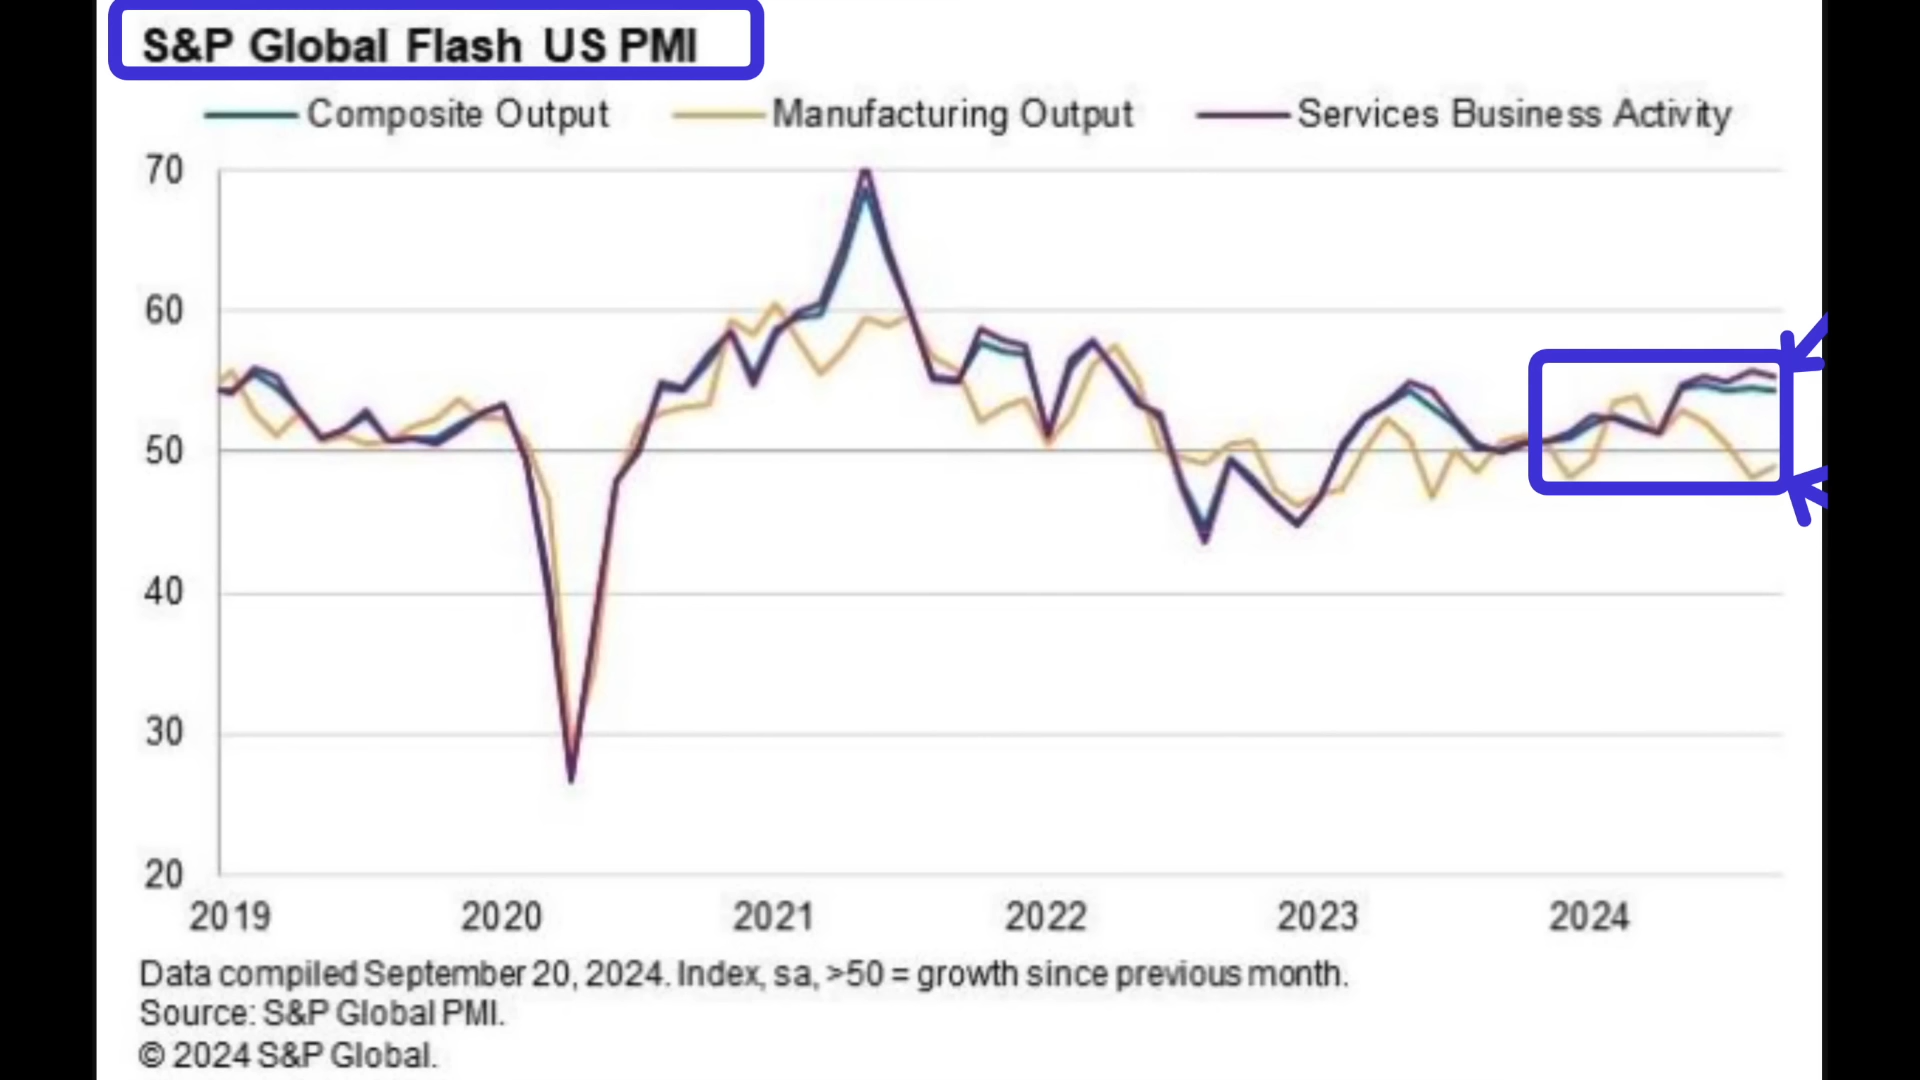 S&P Global Flash US PMI
Composite Output Manufacturing Output Services Business Activity
70
60
50
40
30
20
2019 2020 2021 2022 2023 2024
Data compiled September 20, 2024. Index, sa, >50 = growth since previous month.
Source: S&P Global PMI.
© 2024 S&P Global.